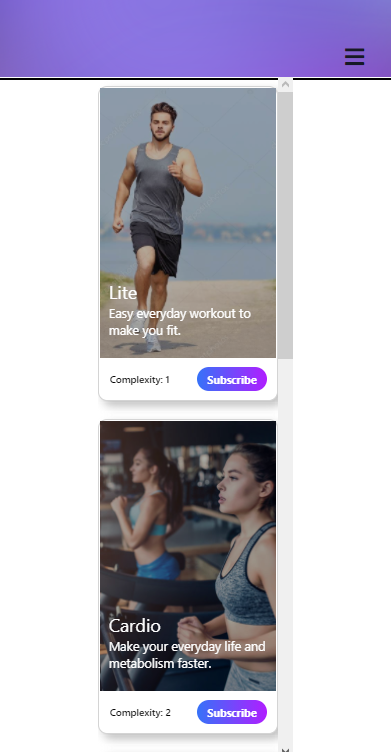 Lite
Easy everyday workout to
make you fit.
Complexity: 1
Subscribe
Cardio
Make your everyday life and
metabolism faster.
Complexity: 2
Subscribe